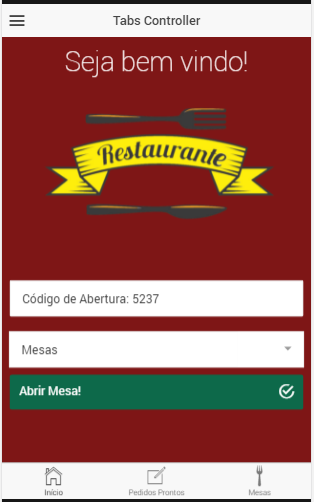 Tabs Controller
Seja bem vindo!
Restaurante
Código de Abertura: 5237
Mesas
Abrir Mesa!
Início
Pedidos Prontos
Mesas